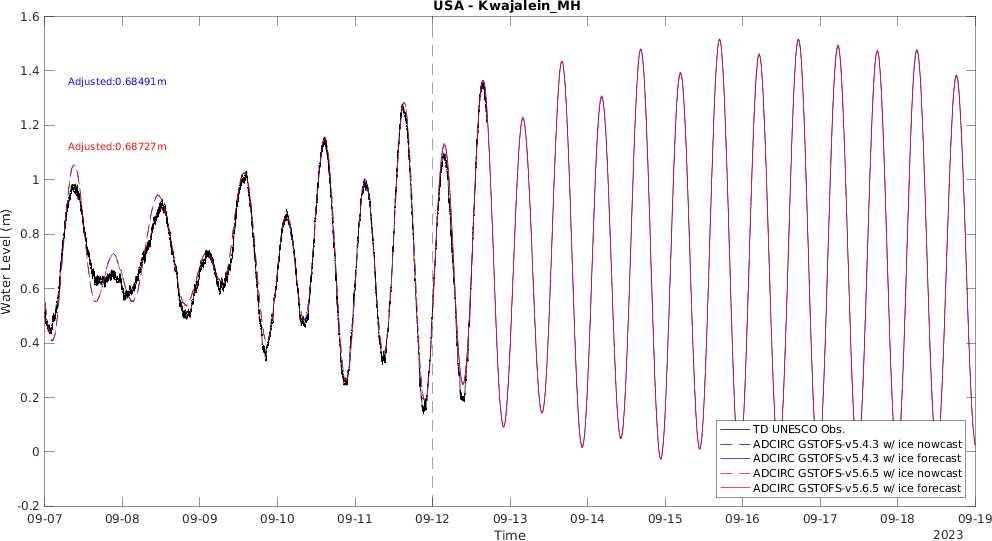 USA - Kwajalein_MH
1.6
1.4
1.2
1
0.8
0.6
0.4
0.2
0
-0.2
Water Level (m)
Adjusted:0.68491m
Adjusted:0.68727m
TD UNESCO Obs.
ADCIRC GSTOFS-v5.4.3 w/ ice nowcast
ADCIRC GSTOFS-v5.4.3 w/ ice forecast
ADCIRC GSTOFS-v5.6.5 w/ ice nowcast
ADCIRC GSTOFS-v5.6.5 w/ ice forecast
09-07 09-08 09-09 09-10 09-11 09-12 09-13 09-14 09-15 09-16 09-17 09-18 09-19
Time
2023